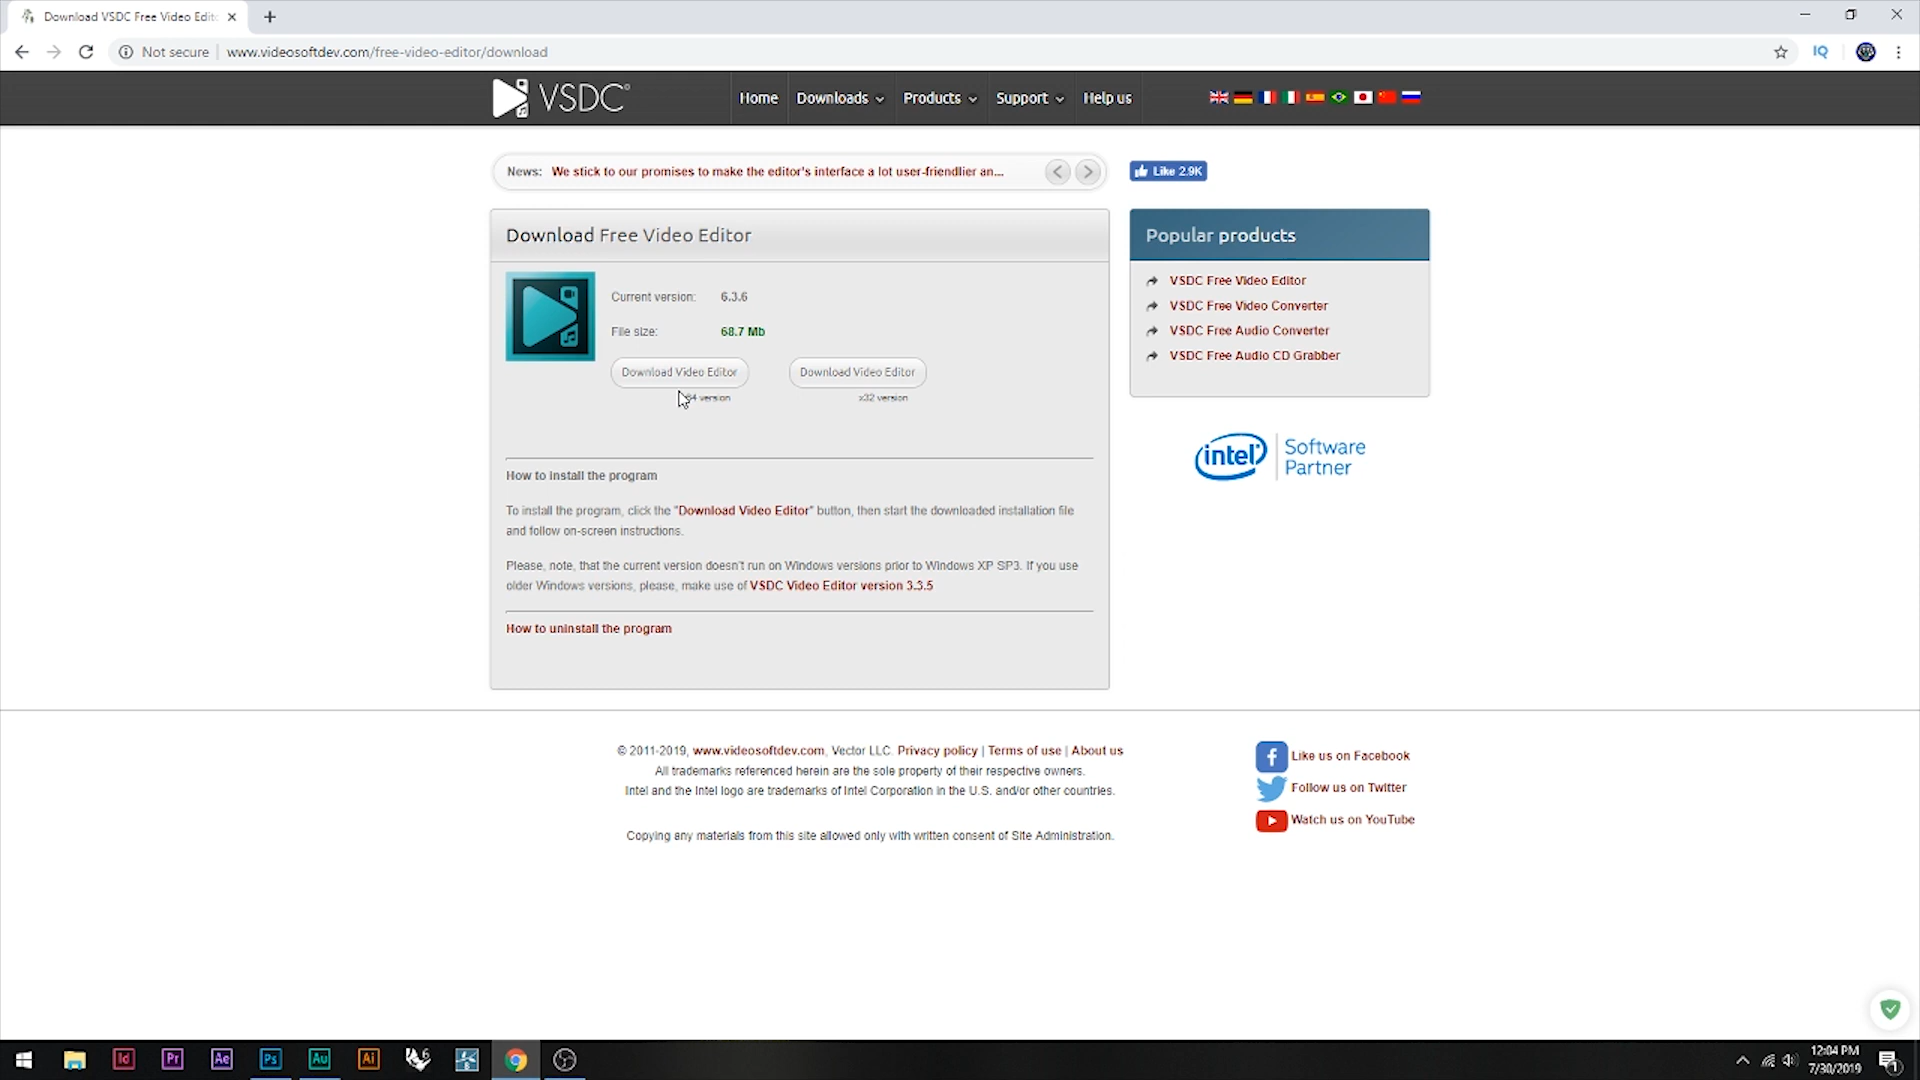 Download VSDC Free Video Edit
Not secure
www.videosoftdev.com/free-video-editor/download
IQ
VSDC
Home
Downloads
Products
Support
Help us
News: We stick to our promises to make the editor's interface a lot user-friendlier an...
Like 2.9K
Download Free Video Editor
Current version: 6.3.6
File size: 68.7 Mb
Download Video Editor
Download Video Editor
version
x32 version
How to install the program
To install the program, click the "Download Video Editor" button, then start the downloaded installation file
and follow on-screen instructions.
Please, note, that the current version doesn't run on Windows versions prior to Windows XP SP3. If you use
older Windows versions, please, make use of VSDC Video Editor version 3.3.5
How to uninstall the program
Popular products
VSDC Free Video Editor
VSDC Free Video Converter
VSDC Free Audio Converter
VSDC Free Audio CD Grabber
intel Software
Partner
© 2011-2019, www.videosoftdev.com, Vector LLC. Privacy policy | Terms of use | About us
All trademarks referenced herein are the sole property of their respective owners.
Intel and the Intel logo are trademarks of Intel Corporation in the U.S. and/or other countries.
Copying any materials from this site allowed only with written consent of Site Administration.
Like us on Facebook
Follow us on Twitter
Watch us on YouTube
Id
Pr
Ae
Ps
Au
Ai
6
8
12:04 PM
7/30/2019
1